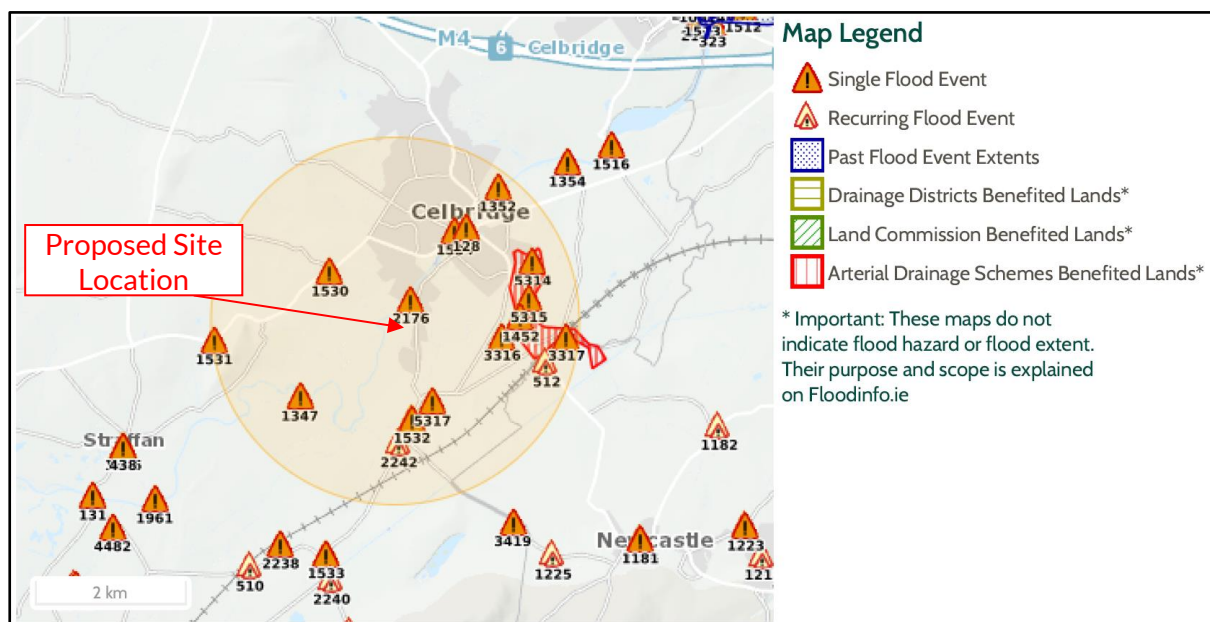 M4
6
Celbridge
1512
1513
323
1516
1354
1352
Celbridge
128
Proposed Site
Location
5314
1530
5315
2176
1452
1531
3316
3317
512
1347
5317
1532
1182
Straffan
2242
131
1961
4482
3419
Newcastle
1223
2238
1181
1533
1225
121
510
2240
2 km
Map Legend
Single Flood Event
Recurring Flood Event
Past Flood Event Extents
Drainage Districts Benefited Lands*
Land Commission Benefited Lands*
Arterial Drainage Schemes Benefited Lands*
* Important: These maps do not
indicate flood hazard or flood extent.
Their purpose and scope is explained
on Floodinfo.ie